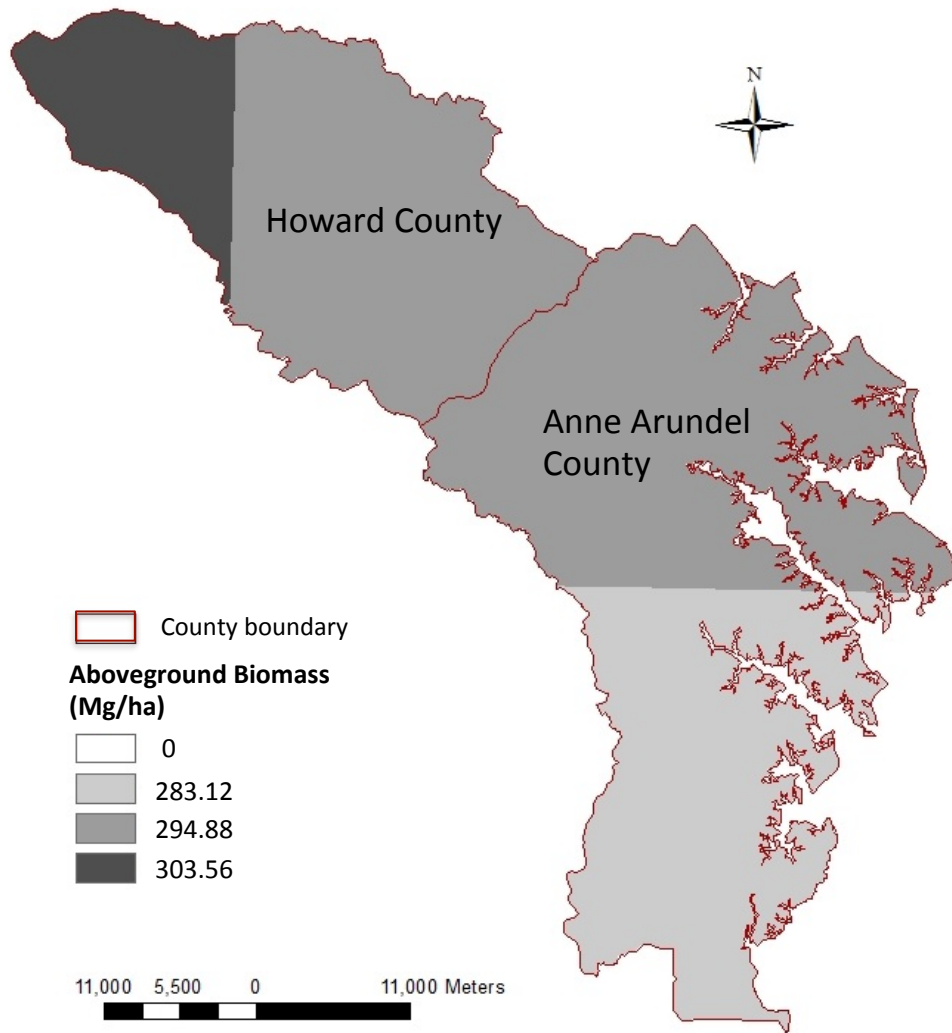 N
Howard County
Anne Arundel
County
County boundary
Aboveground Biomass
(Mg/ha)
0
283.12
294.88
303.56
11,000 5,500 0 11,000 Meters